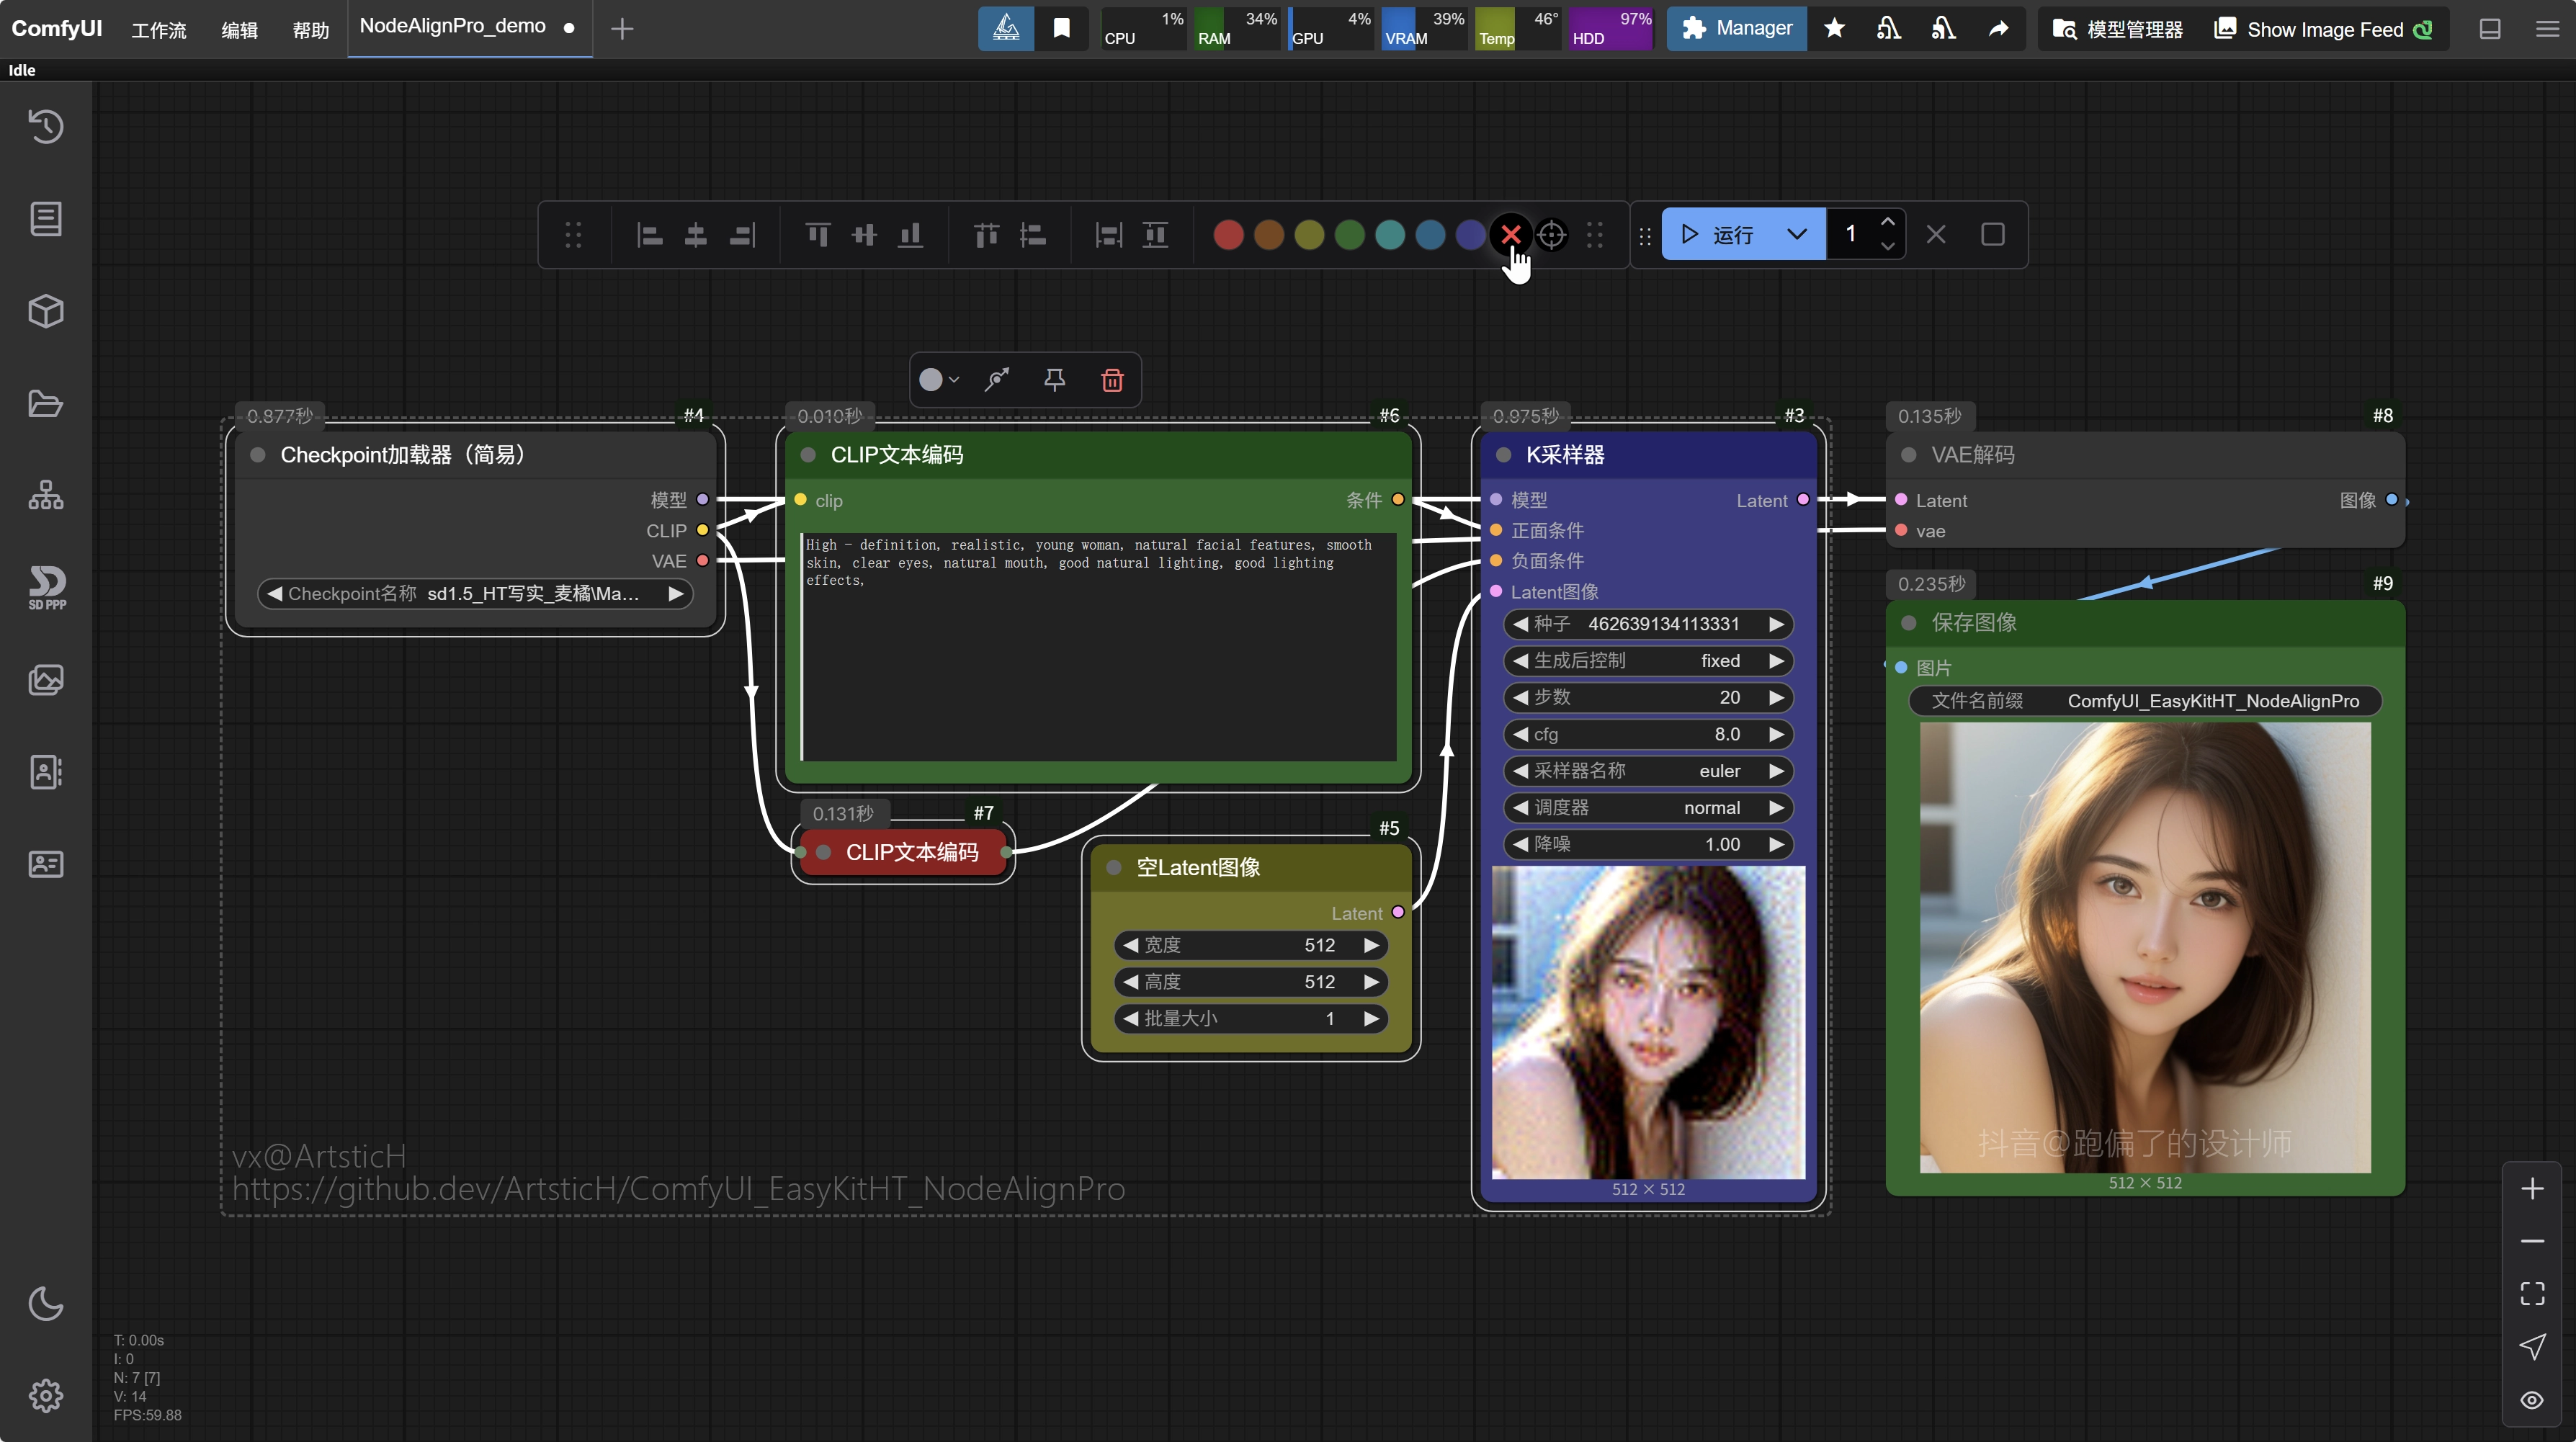 ComfyUI 工作流 编辑 帮助 NodeAlignPro_demo
1% CPU 34% RAM 4% GPU 39% VRAM 46° Temp 97% HDD
Manager 模型管理器 Show Image Feed
Idle
SD PPP
运行 1
0.877秒 #4
Checkpoint加载器（简易）
模型
CLIP
VAE
Checkpoint名称 sd1.5_HT写实_麦橘\Ma...
0.010秒 #6
CLIP文本编码
clip 条件
High - definition, realistic, young woman, natural facial features, smooth
skin, clear eyes, natural mouth, good natural lighting, good lighting
effects,
0.131秒 #7
CLIP文本编码
#5
空Latent图像
Latent
宽度 512
高度 512
批量大小 1
0.975秒 #3
K采样器
模型 Latent
正面条件
负面条件
Latent图像
种子 462639134113331
生成后控制 fixed
步数 20
cfg 8.0
采样器名称 euler
调度器 normal
降噪 1.00
512 × 512
0.135秒 #8
VAE解码
Latent 图像
vae
0.235秒 #9
保存图像
图片
文件名前缀 ComfyUI_EasyKitHT_NodeAlignPro
抖音@跑偏了的设计师
512 × 512
vx@ArtsticH
https://github.dev/ArtsticH/ComfyUI_EasyKitHT_NodeAlignPro
T: 0.00s
I: 0
N: 7 [7]
V: 14
FPS:59.88